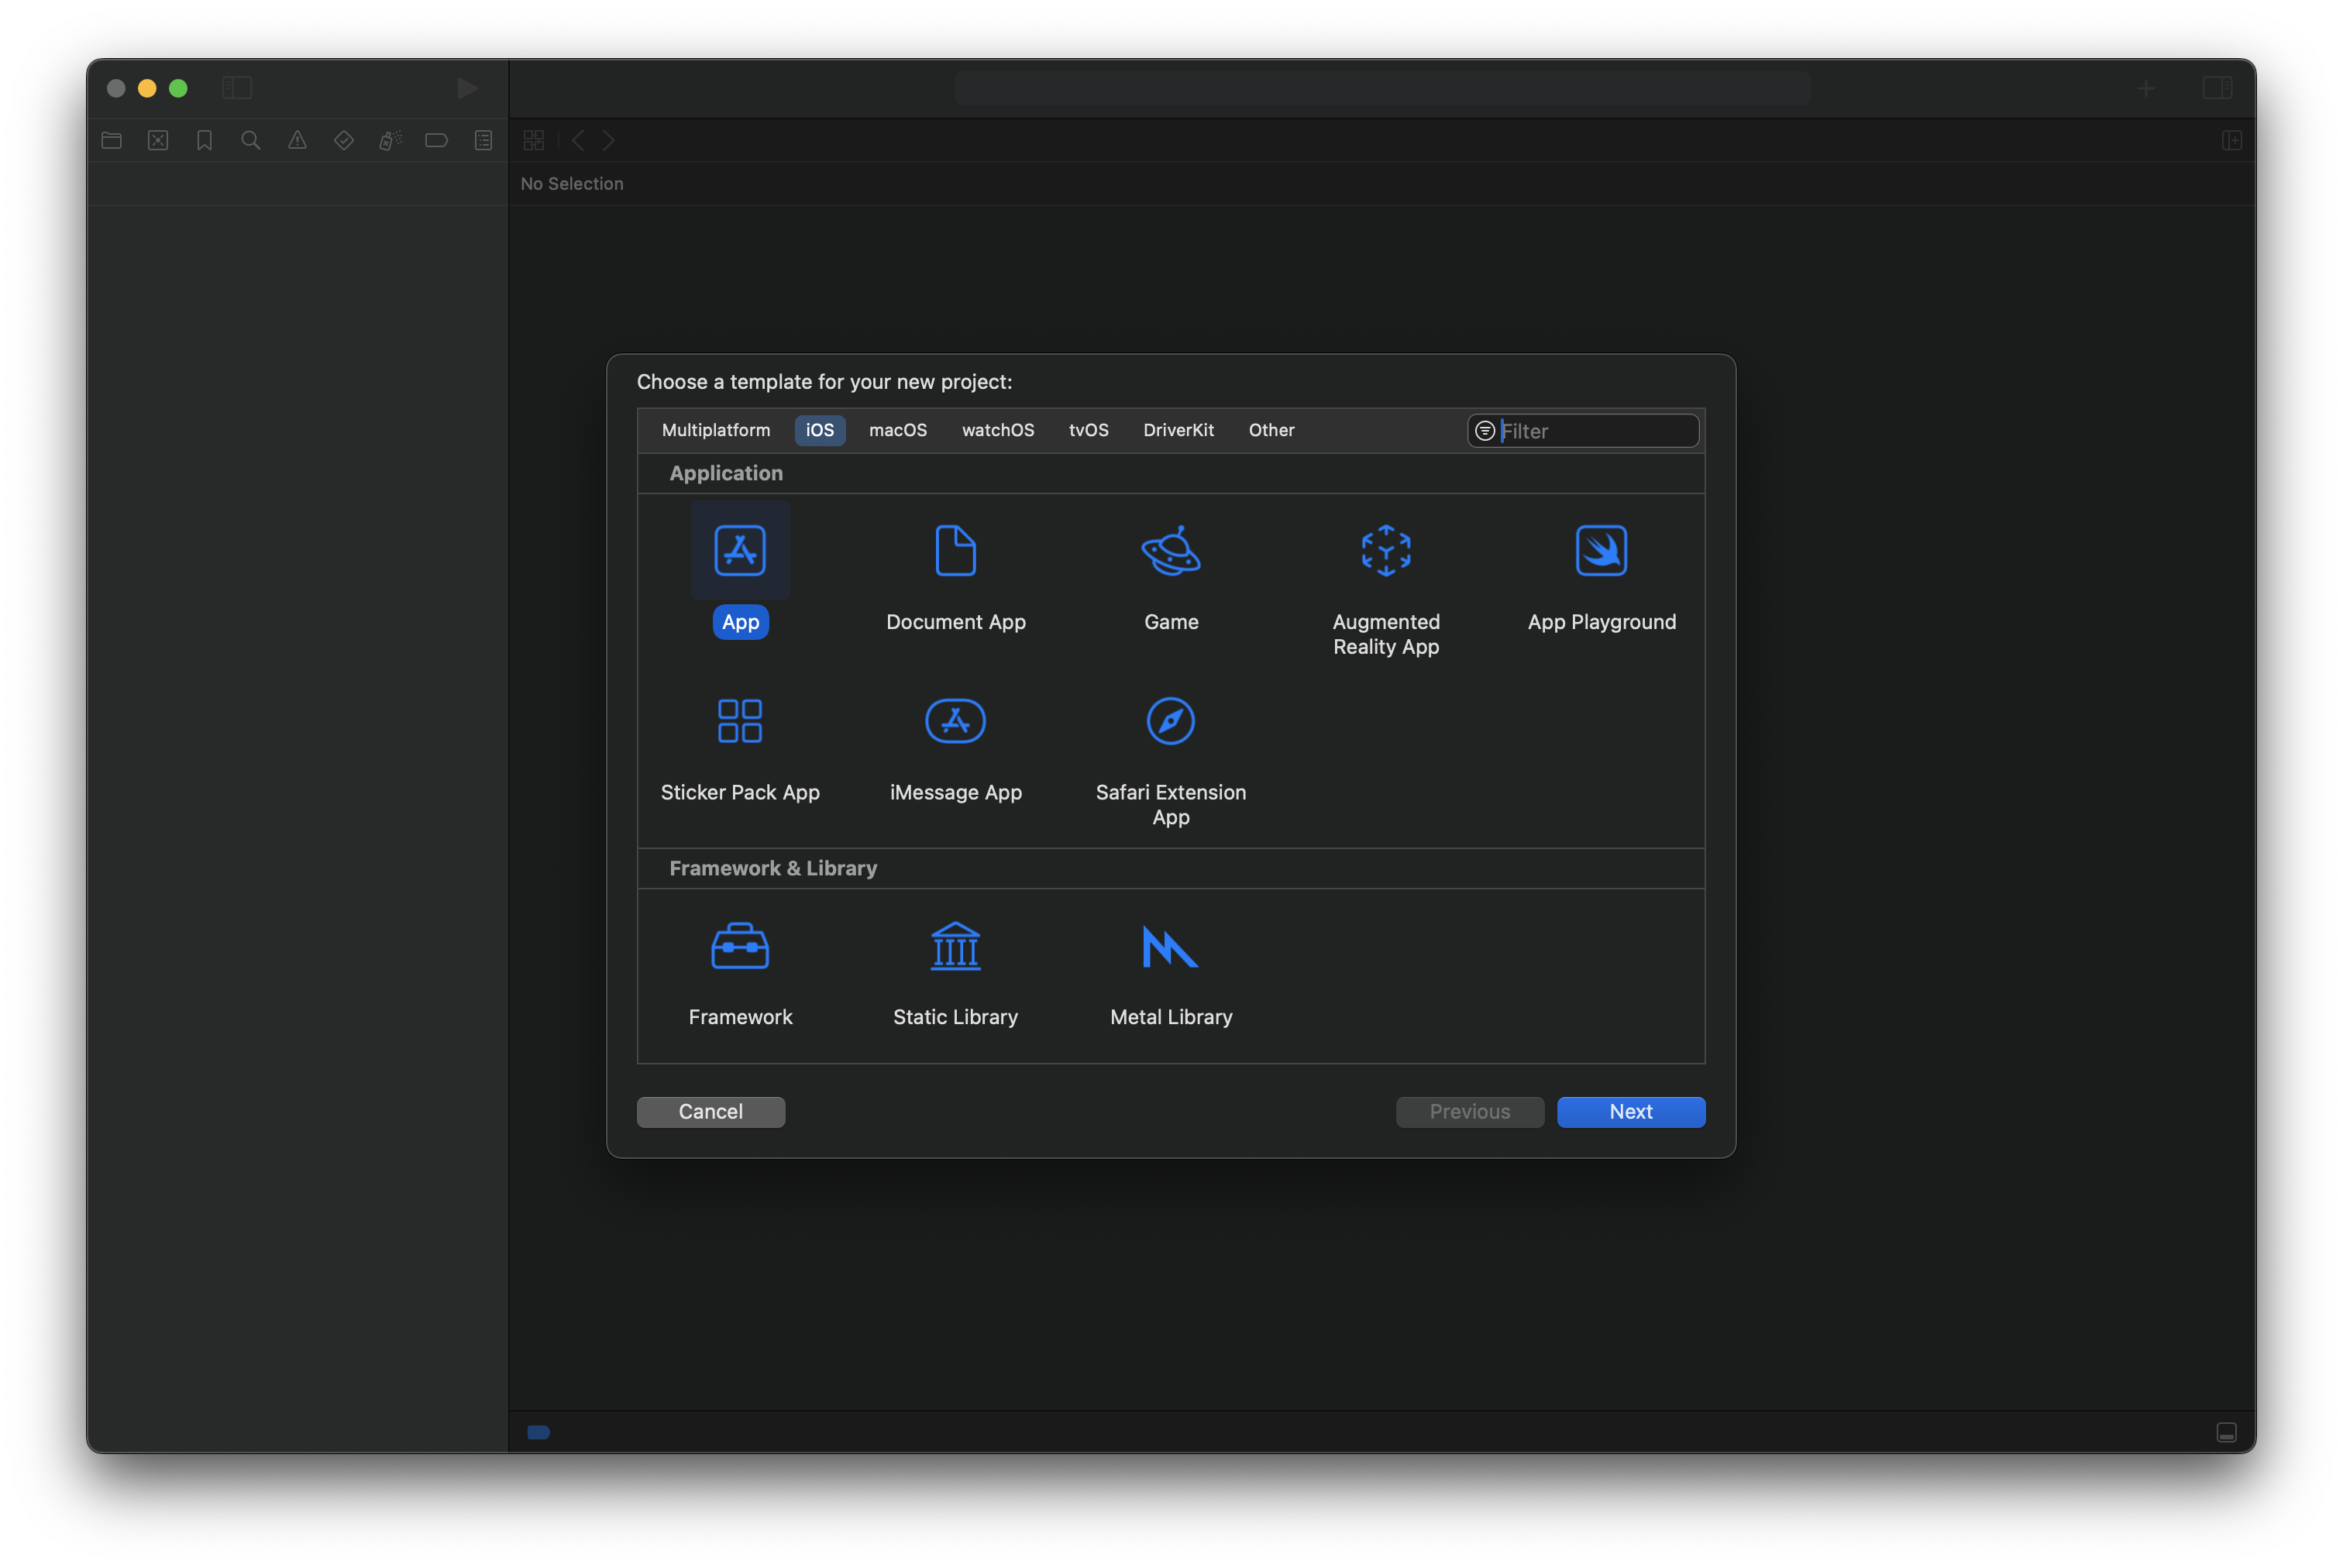 No Selection
Choose a template for your new project:
Multiplatform iOS macOS watchOS tvOS DriverKit Other Filter
Application
App Document App Game Augmented Reality App App Playground
Sticker Pack App iMessage App Safari Extension App
Framework & Library
Framework Static Library Metal Library
Cancel Previous Next